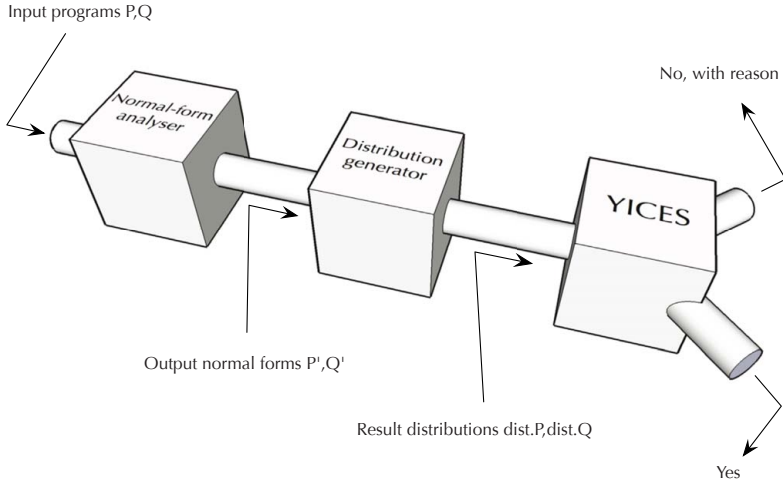 Input programs P,Q
No, with reason
Normal-form
analyser
Distribution
generator
YICES
Output normal forms P',Q'
Result distributions dist.P,dist.Q
Yes